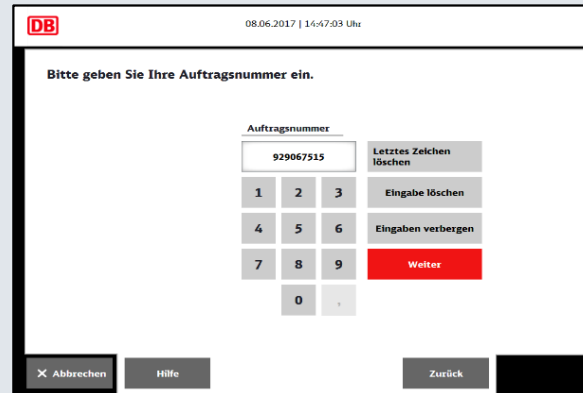 DB
08.06.2017 | 14:47:03 Uhr
Bitte geben Sie Ihre Auftragsnummer ein.
Auftragsnummer
929067515
Letztes Zeichen
löschen
1 2 3 Eingabe löschen
4 5 6 Eingaben verbergen
7 8 9 Weiter
0 ,
X Abbrechen Hilfe Zurück